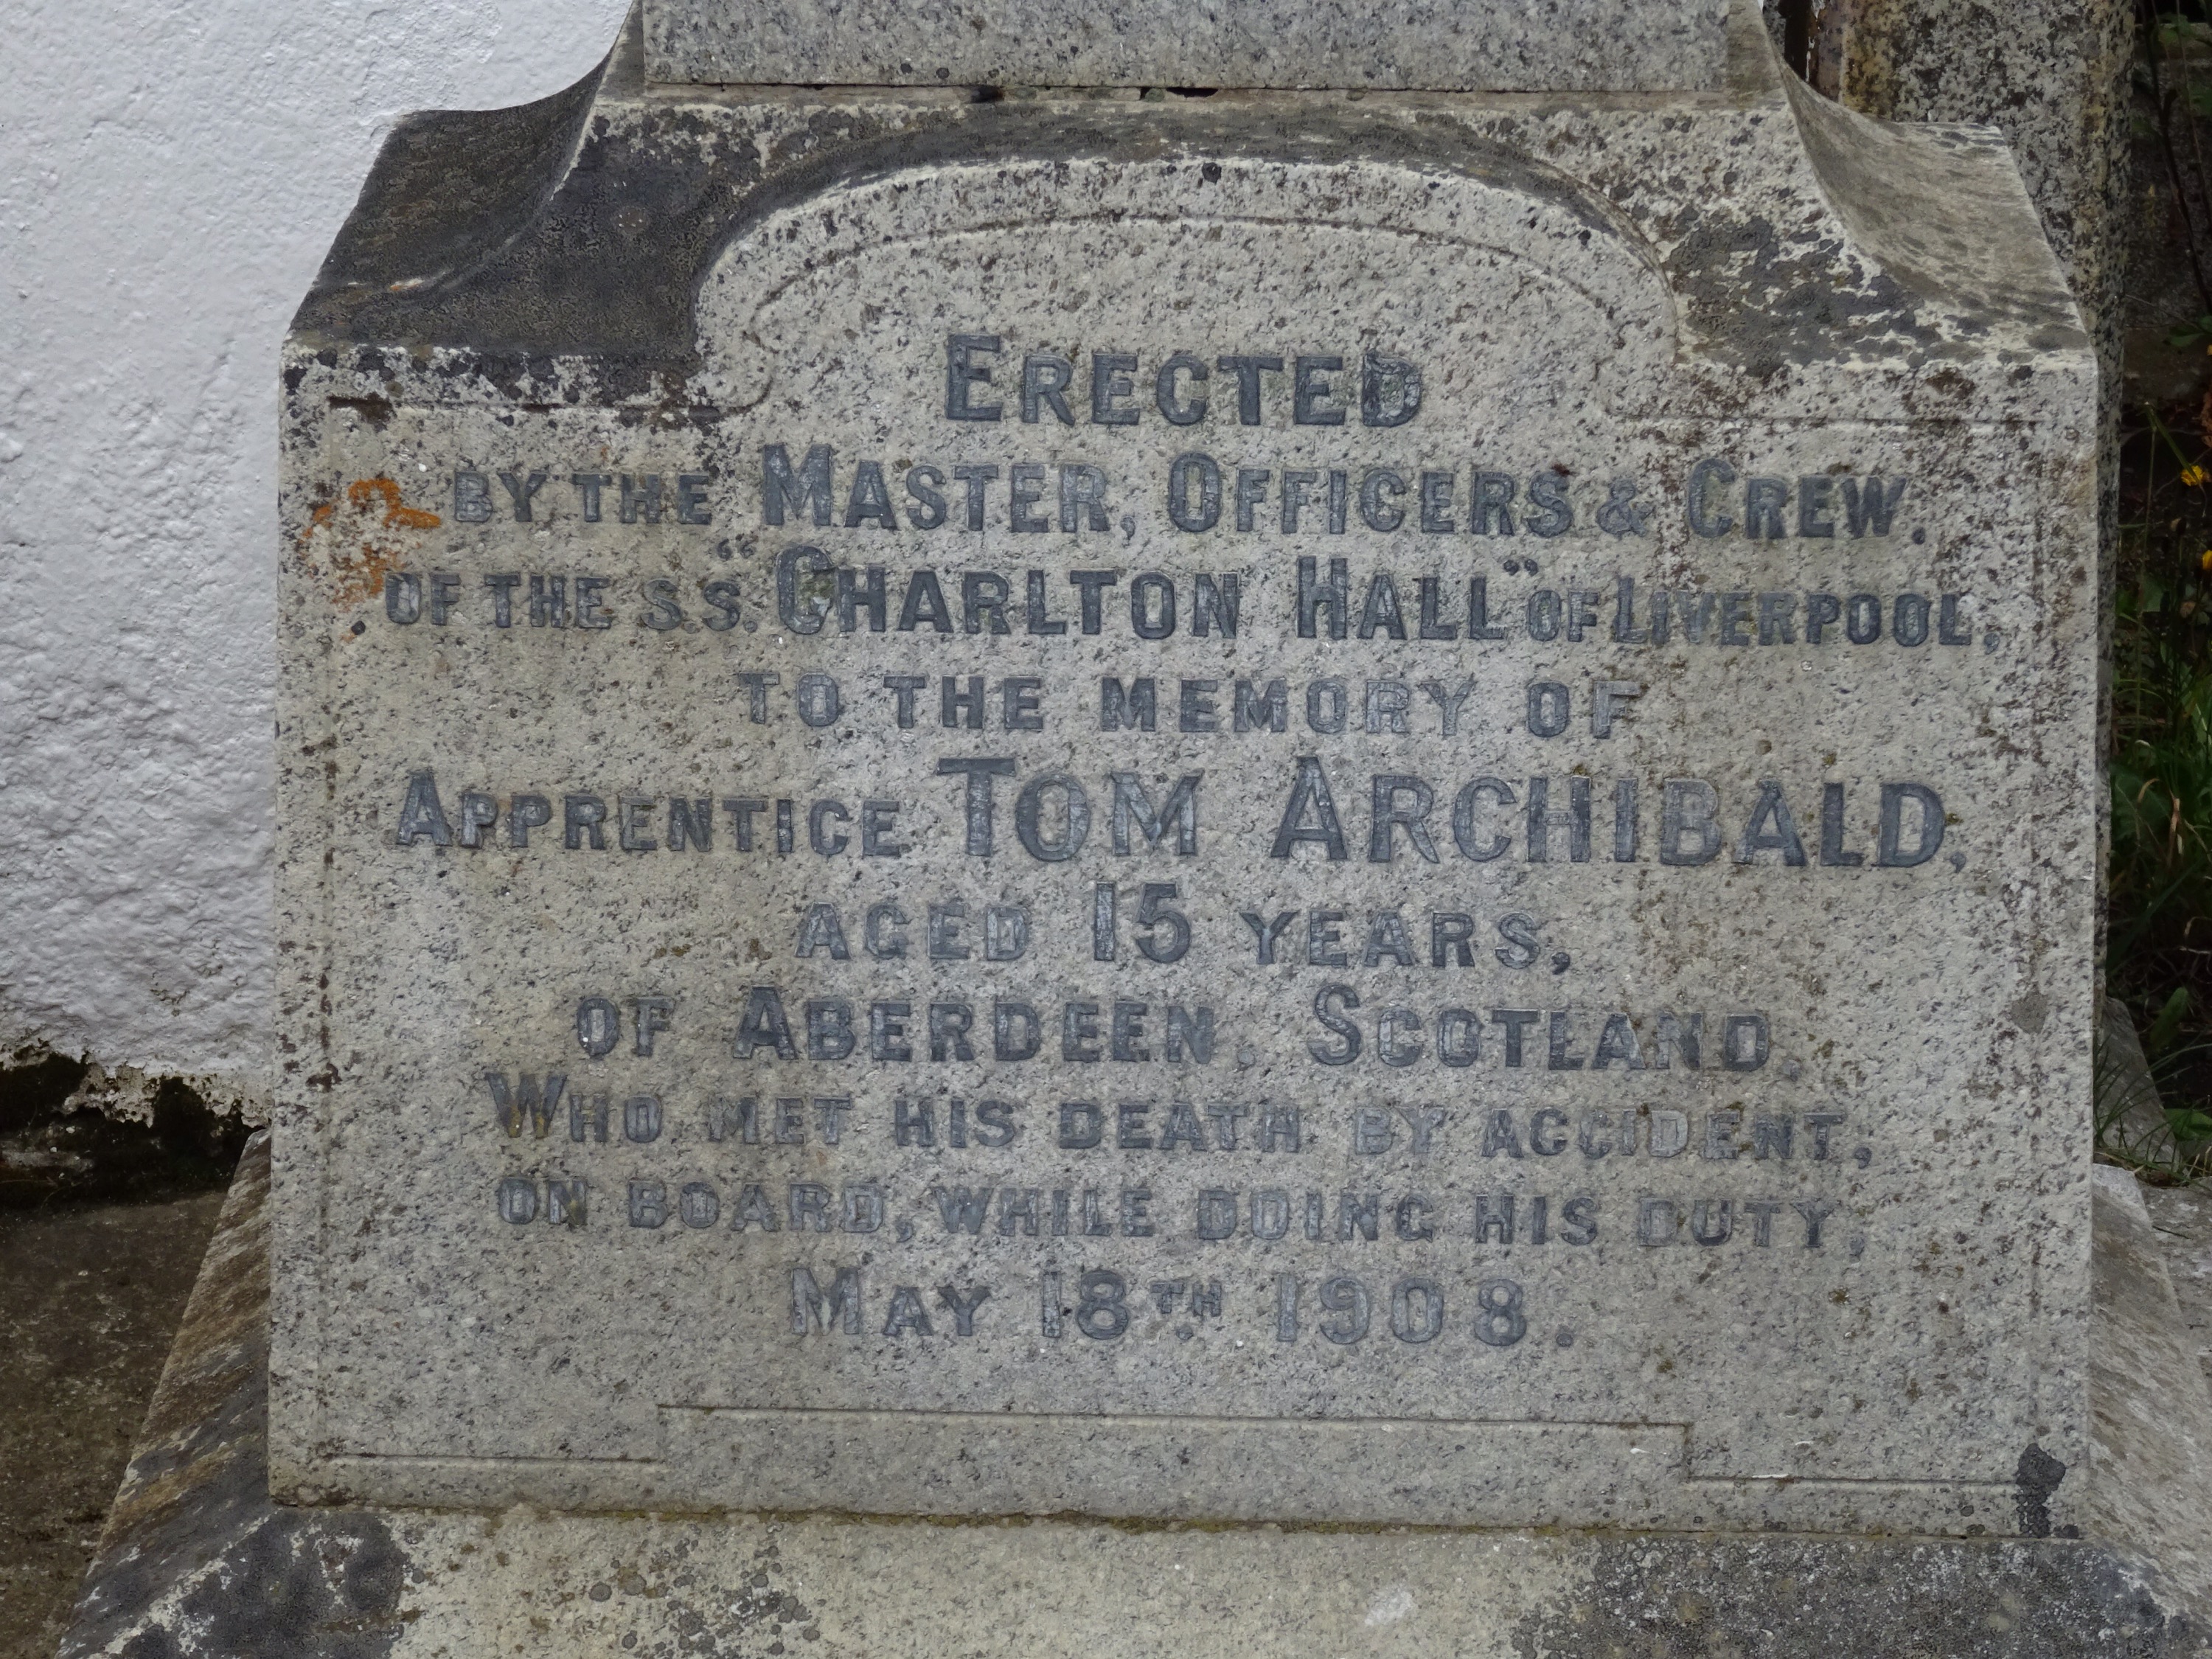 ERECTED
BY THE MASTER, OFFICERS & CREW.
OF THE S.S. "CHARLTON HALL" OF LIVERPOOL,
TO THE MEMORY OF
APPRENTICE TOM ARCHIBALD,
AGED 15 YEARS,
OF ABERDEEN, SCOTLAND,
WHO MET HIS DEATH BY ACCIDENT,
ON BOARD, WHILE DOING HIS DUTY,
MAY 18TH 1908.